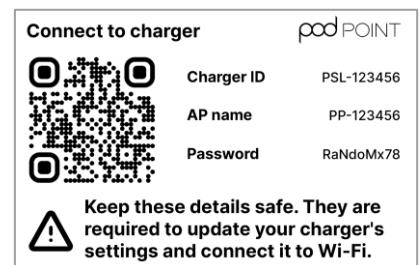 Connect to charger
pod POINT
Charger ID PSL-123456
AP name PP-123456
Password RaNdoMx78
Keep these details safe. They are
required to update your charger's
settings and connect it to Wi-Fi.